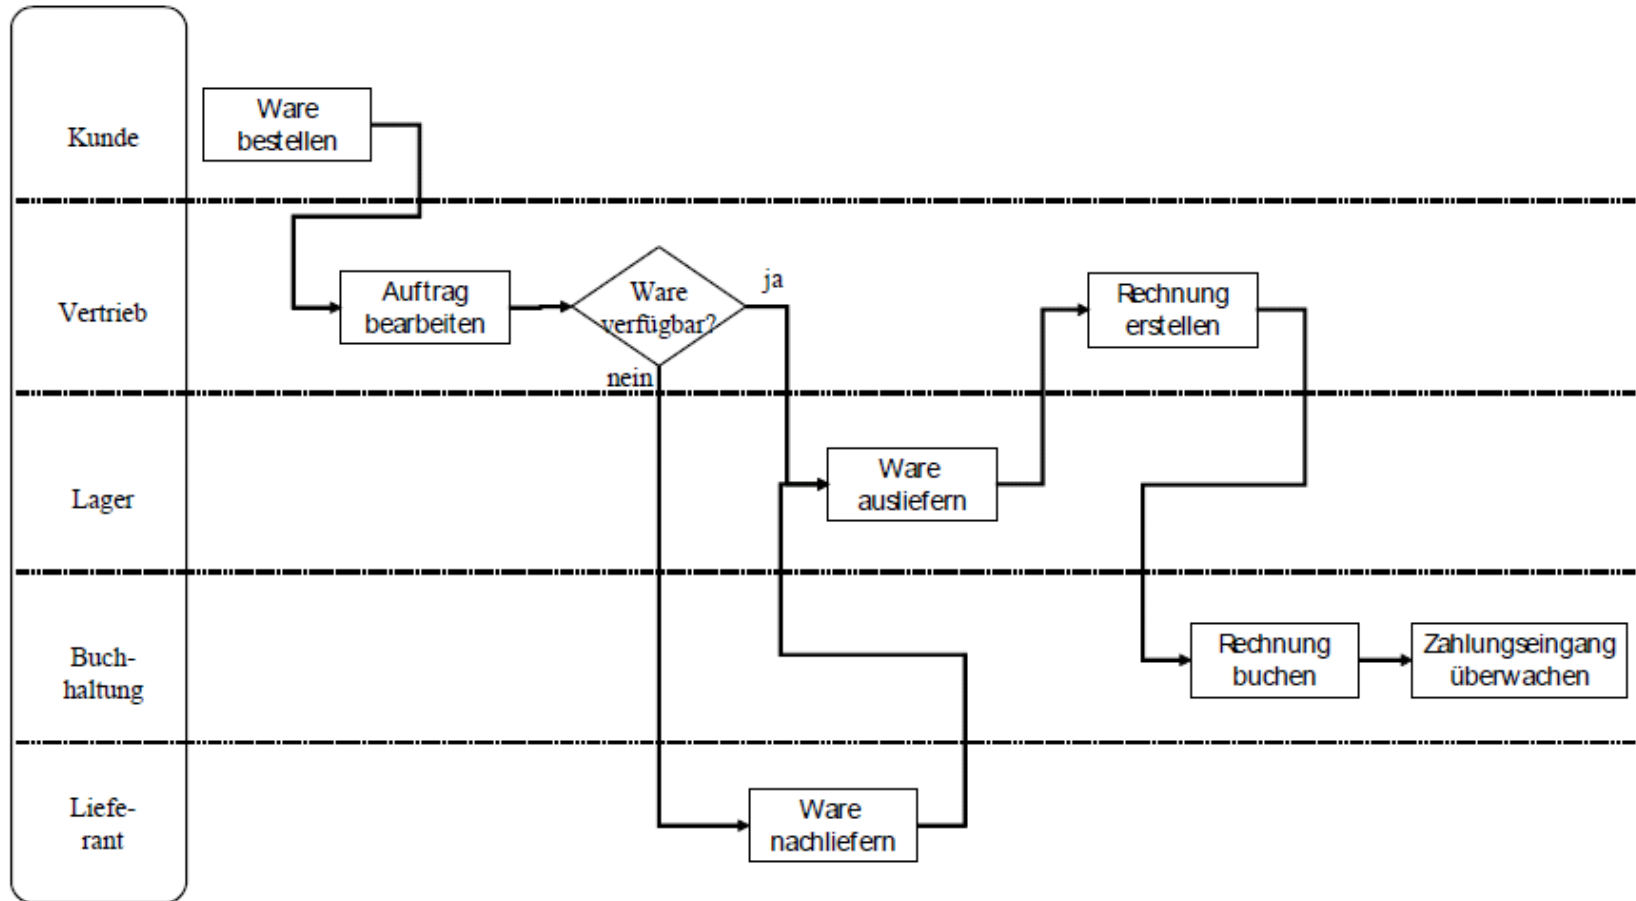 Kunde
Ware
bestellen
Vertrieb
Auftrag
bearbeiten
Ware
verfügbar?
ja
nein
Rechnung
erstellen
Lager
Ware
ausliefern
Buch-
haltung
Rechnung
buchen
Zahlungseingang
überwachen
Liefe-
rant
Ware
nachliefern